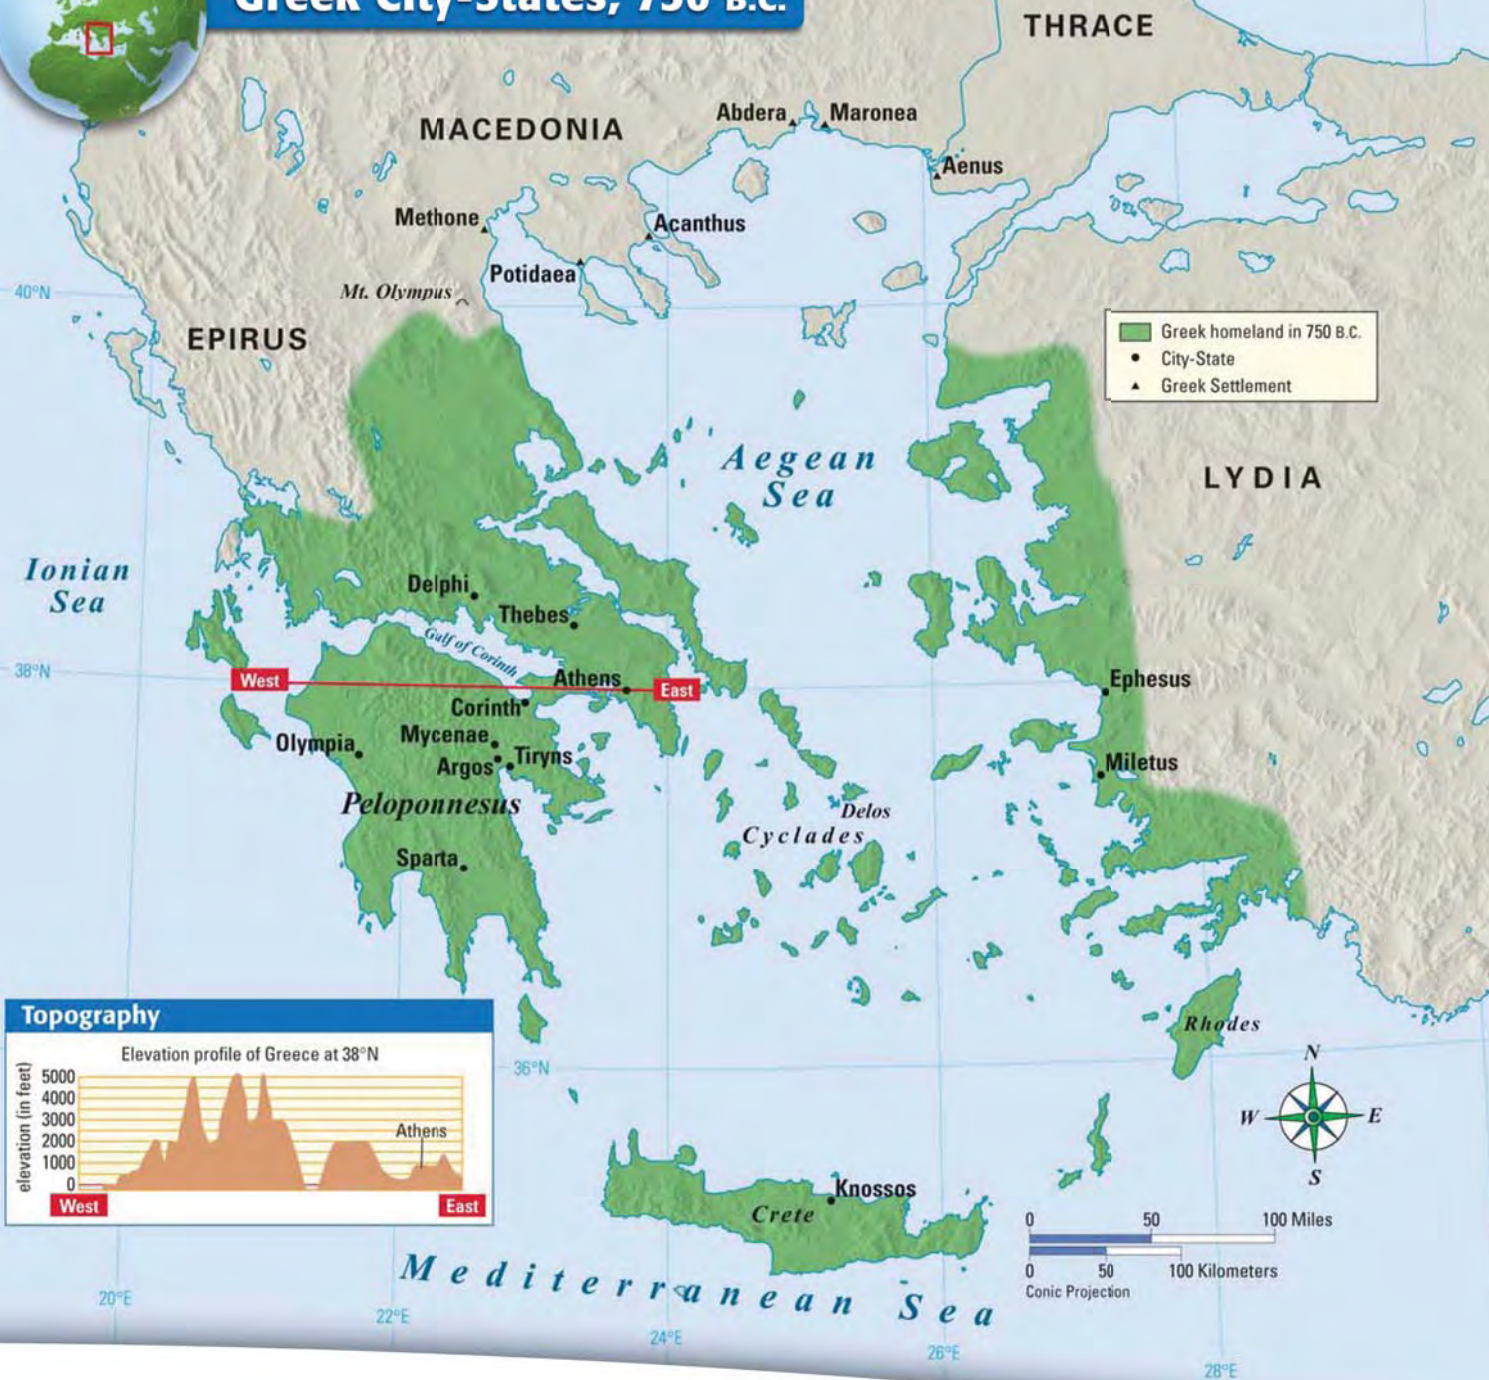 Greek City-States, 750 B.C.
THRACE
MACEDONIA
Abdera
Maronea
Aenus
Methone
Acanthus
Potidaea
Mt. Olympus
40°N
EPIRUS
Greek homeland in 750 B.C.
City-State
Greek Settlement
Aegean
Sea
LYDIA
Ionian
Sea
Delphi
Thebes
Gulf of Corinth
38°N
West
Athens
East
Ephesus
Corinth
Mycenae
Olympia
Argos
Tiryns
Miletus
Peloponnesus
Delos
Cyclades
Sparta
Rhodes
36°N
Topography
Elevation profile of Greece at 38°N
elevation (in feet)
5000
4000
3000
2000
1000
0
Athens
West
East
N
W
E
S
Knossos
Crete
0 50 100 Miles
0 50 100 Kilometers
Conic Projection
Mediterranean Sea
20°E
22°E
24°E
26°E
28°E